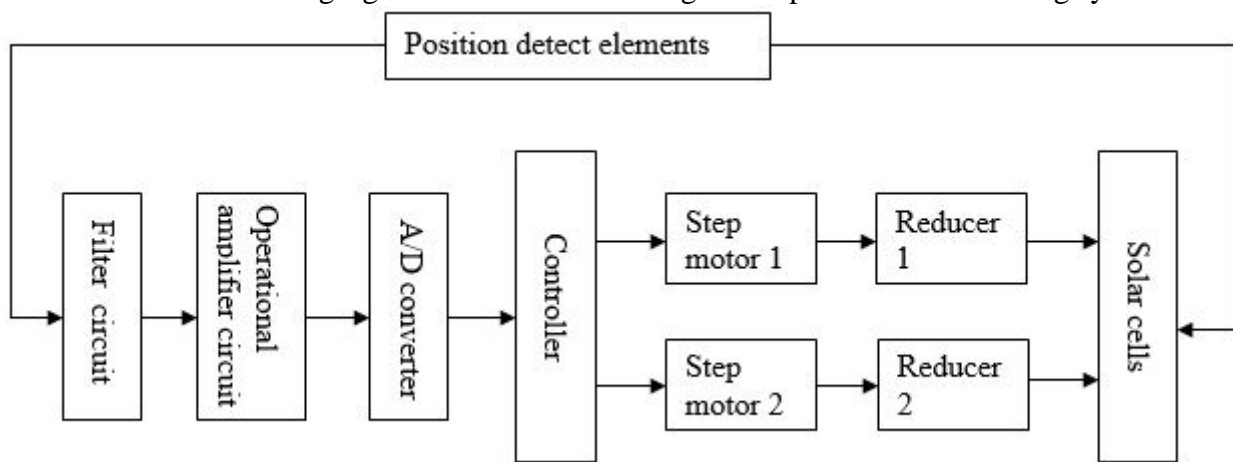 Position detect elements
Filter circuit
Operational
amplifier circuit
A/D converter
Controller
Step
motor 1
Reducer
1
Step
motor 2
Reducer
2
Solar cells